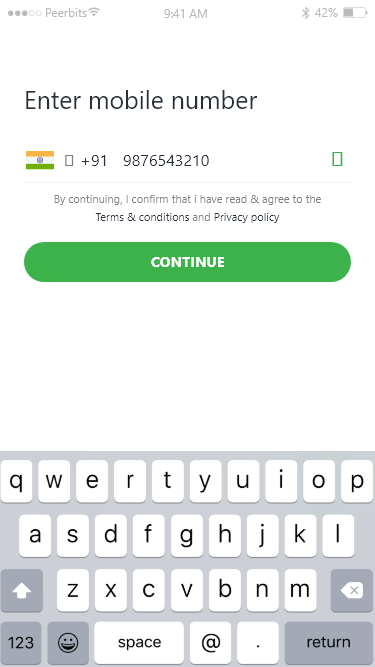 Peerbits 9:41 AM 42%
Enter mobile number
+91 9876543210
By continuing, I confirm that i have read & agree to the
Terms & conditions and Privacy policy
CONTINUE
q w e r t y u i o p
a s d f g h j k l
z x c v b n m
123 space @ . return